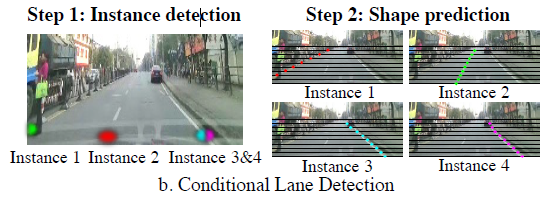 Step 1: Instance detection
Step 2: Shape prediction
Instance 1 Instance 2 Instance 3&4
Instance 1
Instance 2
Instance 3
Instance 4
b. Conditional Lane Detection